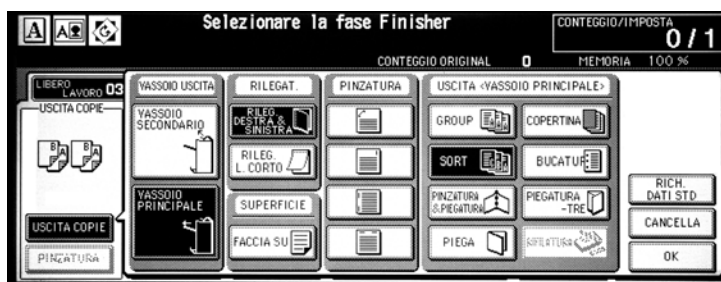 A A
Selezionare la fase Finisher
CONTEGGIO/IMPOSTA
0/1
CONTEGGIO ORIGINAL 0 MEMORIA 100 %
LIBERO
LAVORO 03
USCITA COPIE
B A B A
USCITA COPIE
PINZATURA
VASSOIO USCITA
VASSOIO
SECONDARIO
VASSOIO
PRINCIPALE
RILEGAT.
RILEG.
DESTRA.&
SINISTRA
RILEG.
L. CORTO
SUPERFICIE
FACCIA SU
PINZATURA
USCITA <VASSOIO PRINCIPALE>
GROUP
COPERTINA
SORT
BUCATUR
PINZATURA
&PIEGATURA
PIEGATURA
-TRE
PIEGA
RIFILATURA
RICH.
DATI STD
CANCELLA
OK